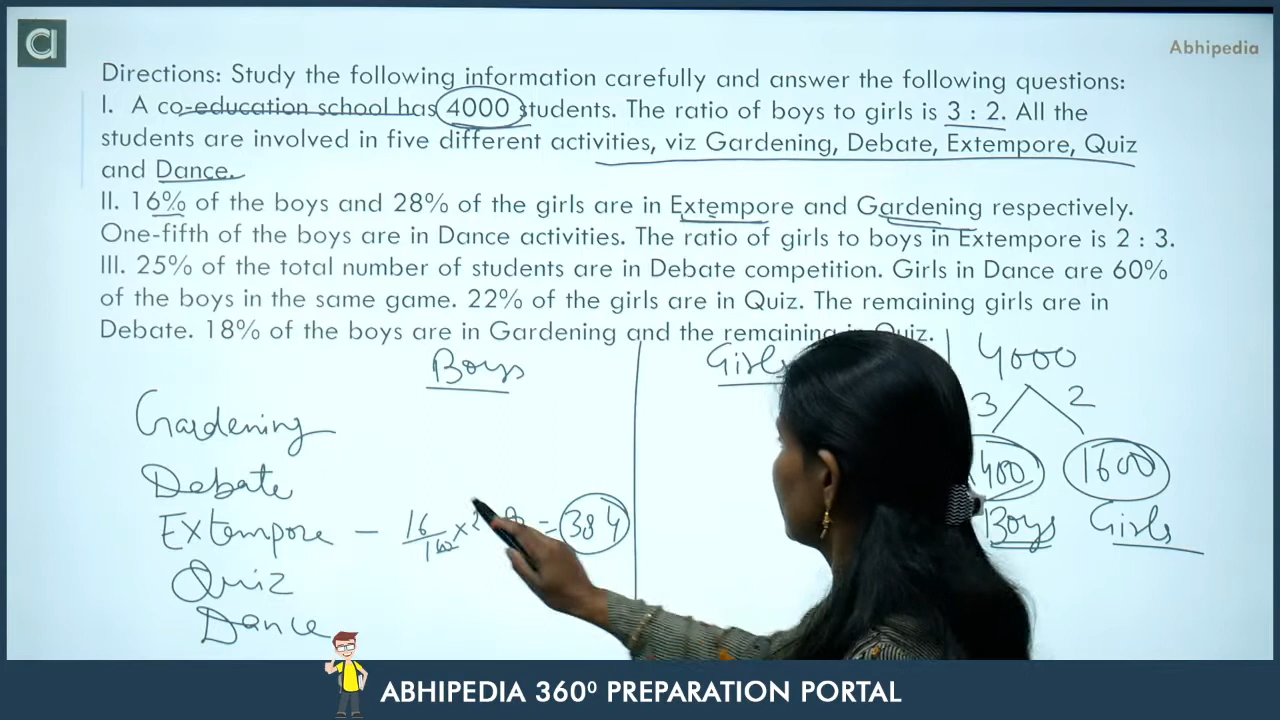 Abhipedia
Directions: Study the following information carefully and answer the following questions:
I. A co-education school has 4000 students. The ratio of boys to girls is 3 : 2. All the
students are involved in five different activities, viz Gardening, Debate, Extempore, Quiz
and Dance.
II. 16% of the boys and 28% of the girls are in Extempore and Gardening respectively.
One-fifth of the boys are in Dance activities. The ratio of girls to boys in Extempore is 2 : 3.
III. 25% of the total number of students are in Debate competition. Girls in Dance are 60%
of the boys in the same game. 22% of the girls are in Quiz. The remaining girls are in
Debate. 18% of the boys are in Gardening and the remaining in Quiz.
Boys Girls 4000
3 2
Gardening
400 1600
Boys Girls
Debate
Extempore - 16/100 × = 384
Quiz
Dance
ABHIPEDIA 360⁰ PREPARATION PORTAL